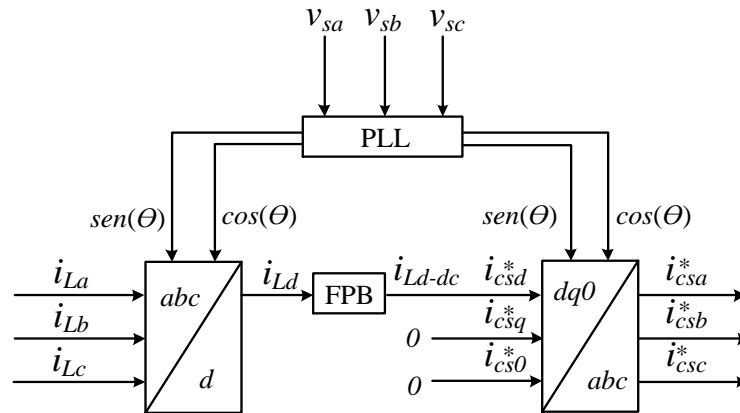 v_sa v_sb v_sc
PLL
sen(Θ) cos(Θ) sen(Θ) cos(Θ)
i_La abc i_Ld FPB i_Ld-dc i*_csd dq0 i*_csa
i_Lb 0 i*_csq i*_csb
i_Lc d 0 i*_cs0 abc i*_csc